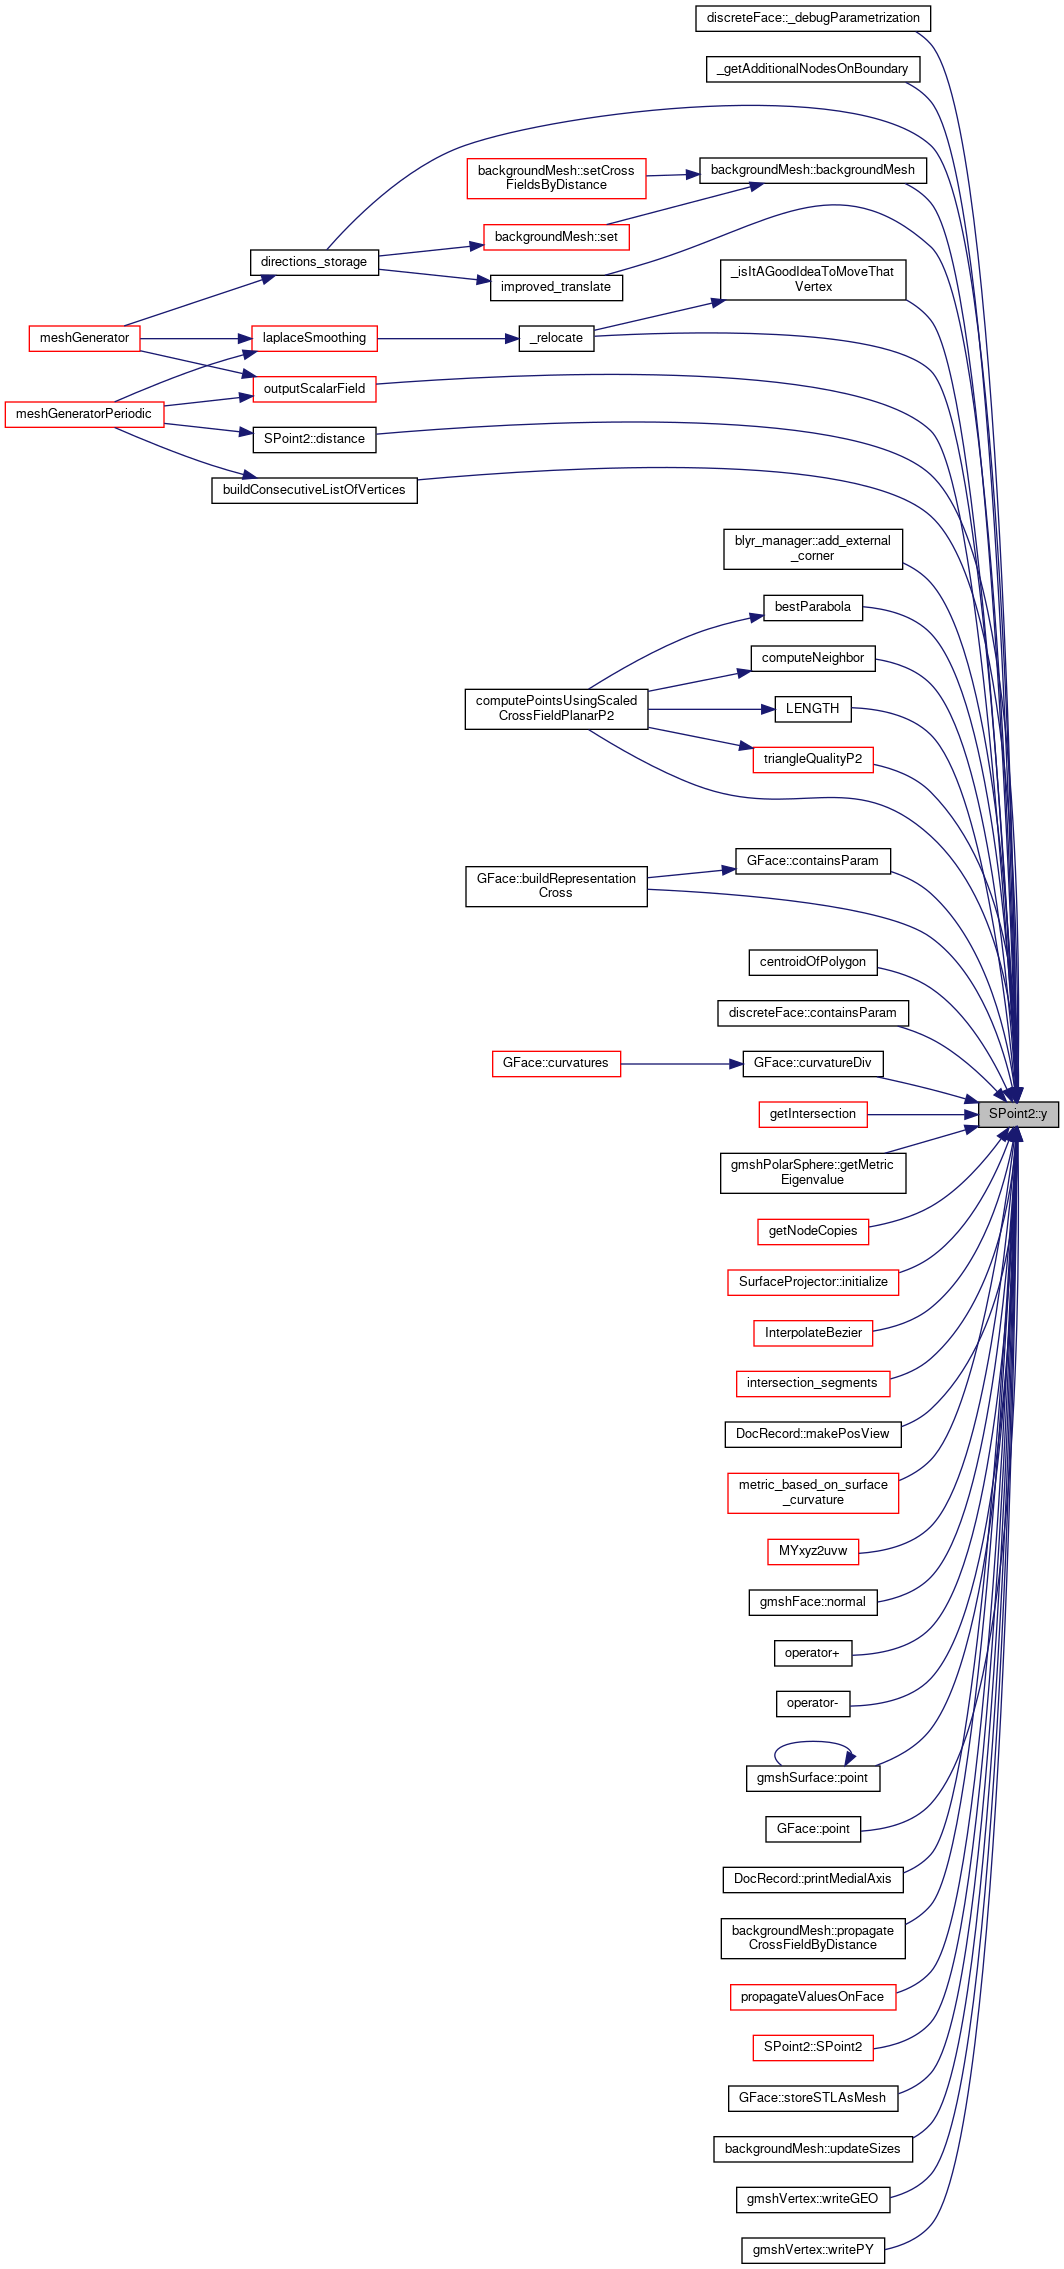 discreteFace::_debugParametrization
_getAdditionalNodesOnBoundary
backgroundMesh::setCross
FieldsByDistance
backgroundMesh::backgroundMesh
backgroundMesh::set
directions_storage
improved_translate
_isItAGoodIdeaToMoveThat
Vertex
meshGenerator
laplaceSmoothing
_relocate
outputScalarField
meshGeneratorPeriodic
SPoint2::distance
buildConsecutiveListOfVertices
blyr_manager::add_external
_corner
bestParabola
computeNeighbor
computePointsUsingScaled
CrossFieldPlanarP2
LENGTH
triangleQualityP2
GFace::containsParam
GFace::buildRepresentation
Cross
centroidOfPolygon
discreteFace::containsParam
GFace::curvatures
GFace::curvatureDiv
getIntersection
SPoint2::y
gmshPolarSphere::getMetric
Eigenvalue
getNodeCopies
SurfaceProjector::initialize
InterpolateBezier
intersection_segments
DocRecord::makePosView
metric_based_on_surface
_curvature
MYxyz2uvw
gmshFace::normal
operator+
operator-
gmshSurface::point
GFace::point
DocRecord::printMedialAxis
backgroundMesh::propagate
CrossFieldByDistance
propagateValuesOnFace
SPoint2::SPoint2
GFace::storeSTLAsMesh
backgroundMesh::updateSizes
gmshVertex::writeGEO
gmshVertex::writePY